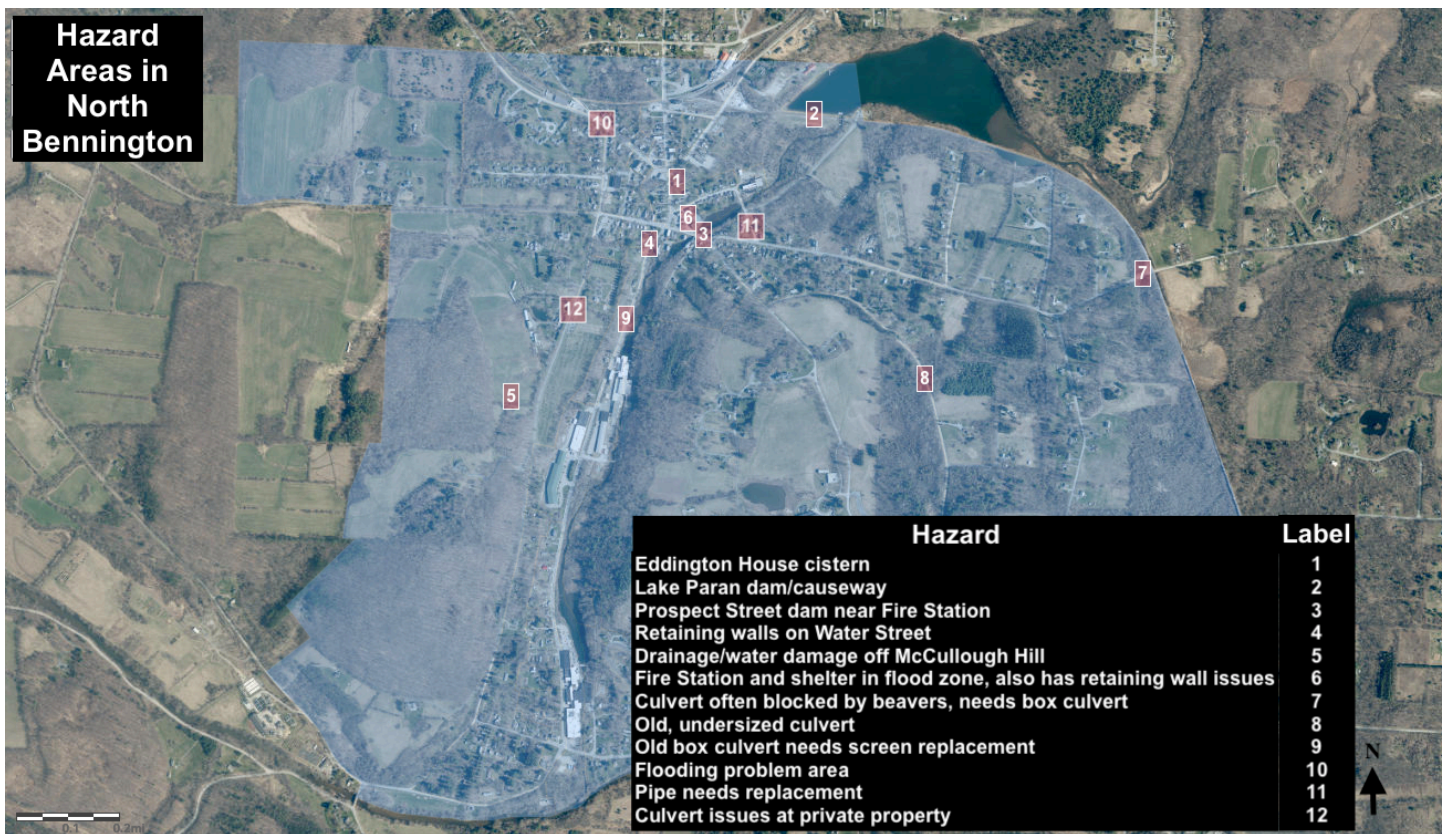 Hazard
Areas in
North
Bennington
2
10
1
6
3
11
4
7
12
9
8
5
Hazard Label
Eddington House cistern 1
Lake Paran dam/causeway 2
Prospect Street dam near Fire Station 3
Retaining walls on Water Street 4
Drainage/water damage off McCullough Hill 5
Fire Station and shelter in flood zone, also has retaining wall issues 6
Culvert often blocked by beavers, needs box culvert 7
Old, undersized culvert 8
Old box culvert needs screen replacement 9
Flooding problem area 10
Pipe needs replacement 11
Culvert issues at private property 12
N
0.1 0.2mi